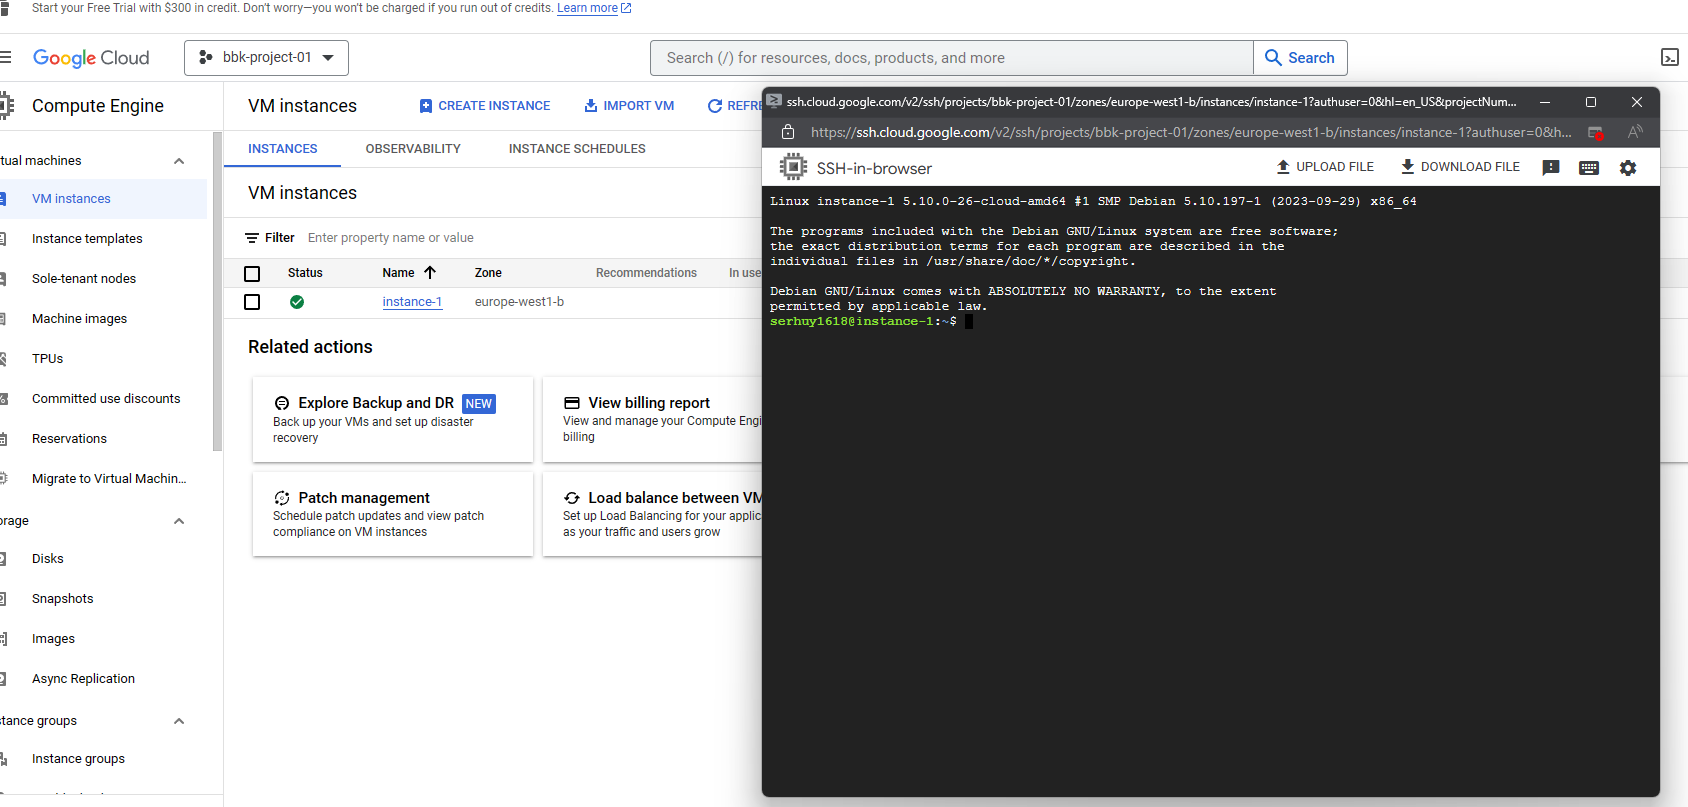 Start your Free Trial with $300 in credit. Don't worry—you won't be charged if you run out of credits. Learn more
Google Cloud
bbk-project-01
Search (/) for resources, docs, products, and more
Search
Compute Engine
VM instances
CREATE INSTANCE
IMPORT VM
REFRE
INSTANCES
OBSERVABILITY
INSTANCE SCHEDULES
tual machines
VM instances
Instance templates
Sole-tenant nodes
Machine images
TPUs
Committed use discounts
Reservations
Migrate to Virtual Machin...
orage
Disks
Snapshots
Images
Async Replication
stance groups
Instance groups
VM instances
Filter Enter property name or value
Status Name Zone Recommendations In use
instance-1 europe-west1-b
Related actions
Explore Backup and DR NEW
Back up your VMs and set up disaster
recovery
View billing report
View and manage your Compute Engi
billing
Patch management
Schedule patch updates and view patch
compliance on VM instances
Load balance between VM
Set up Load Balancing for your applic
as your traffic and users grow
ssh.cloud.google.com/v2/ssh/projects/bbk-project-01/zones/europe-west1-b/instances/instance-1?authuser=0&hl=en_US&projectNum...
https://ssh.cloud.google.com/v2/ssh/projects/bbk-project-01/zones/europe-west1-b/instances/instance-1?authuser=0&h...
SSH-in-browser
UPLOAD FILE
DOWNLOAD FILE
Linux instance-1 5.10.0-26-cloud-amd64 #1 SMP Debian 5.10.197-1 (2023-09-29) x86_64
The programs included with the Debian GNU/Linux system are free software;
the exact distribution terms for each program are described in the
individual files in /usr/share/doc/*/copyright.
Debian GNU/Linux comes with ABSOLUTELY NO WARRANTY, to the extent
permitted by applicable law.
serhuy1618@instance-1:~$